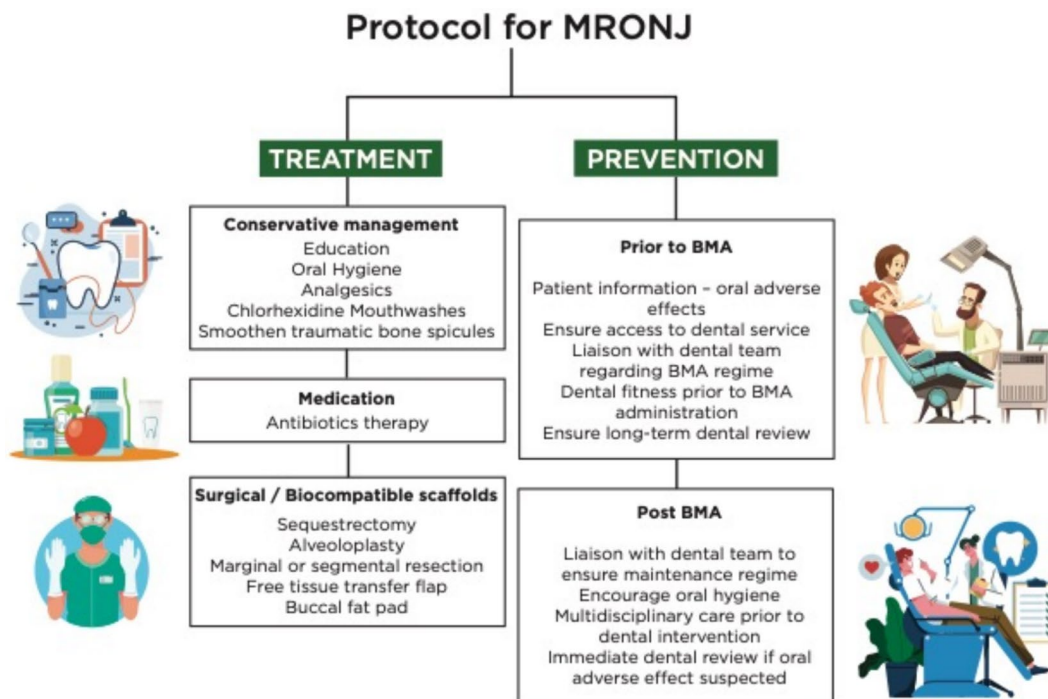 Protocol for MRONJ
TREATMENT
Conservative management
Education
Oral Hygiene
Analgesics
Chlorhexidine Mouthwashes
Smoothen traumatic bone spicules
Medication
Antibiotics therapy
Surgical / Biocompatible scaffolds
Sequestrectomy
Alveoloplasty
Marginal or segmental resection
Free tissue transfer flap
Buccal fat pad
PREVENTION
Prior to BMA
Patient information – oral adverse
effects
Ensure access to dental service
Liaison with dental team
regarding BMA regime
Dental fitness prior to BMA
administration
Ensure long-term dental review
Post BMA
Liaison with dental team to
ensure maintenance regime
Encourage oral hygiene
Multidisciplinary care prior to
dental intervention
Immediate dental review if oral
adverse effect suspected